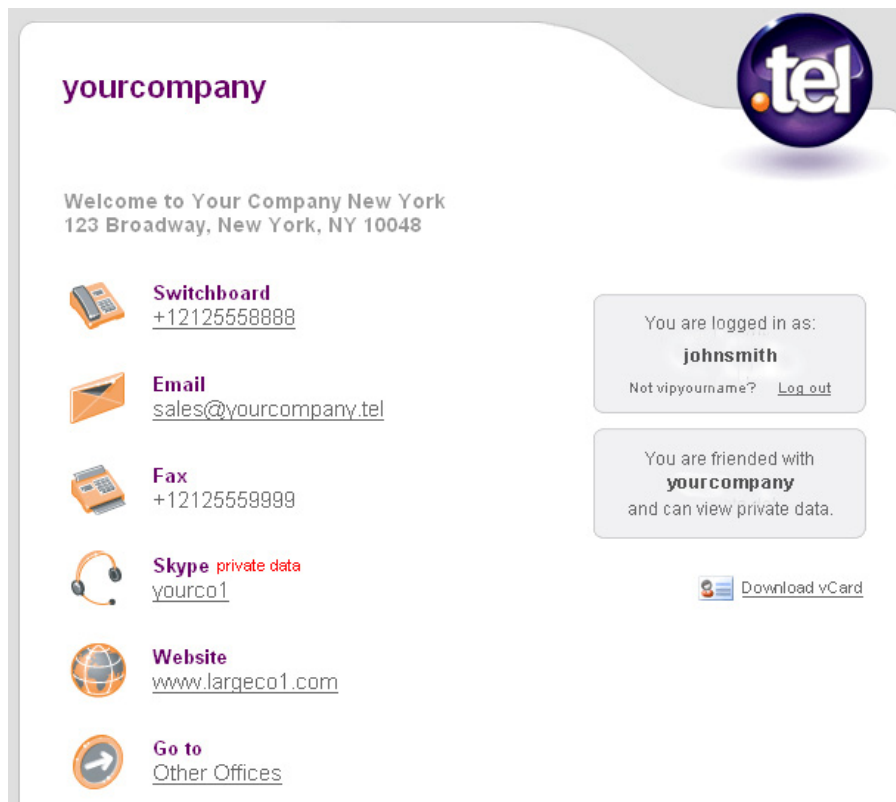 .tel
yourcompany
Welcome to Your Company New York
123 Broadway, New York, NY 10048
Switchboard
+12125558888
Email
sales@yourcompany.tel
Fax
+12125559999
Skype private data
yourco1
Website
www.largeco1.com
Go to
Other Offices
You are logged in as:
johnsmith
Not vipyourname? Log out
You are friended with
yourcompany
and can view private data.
Download vCard